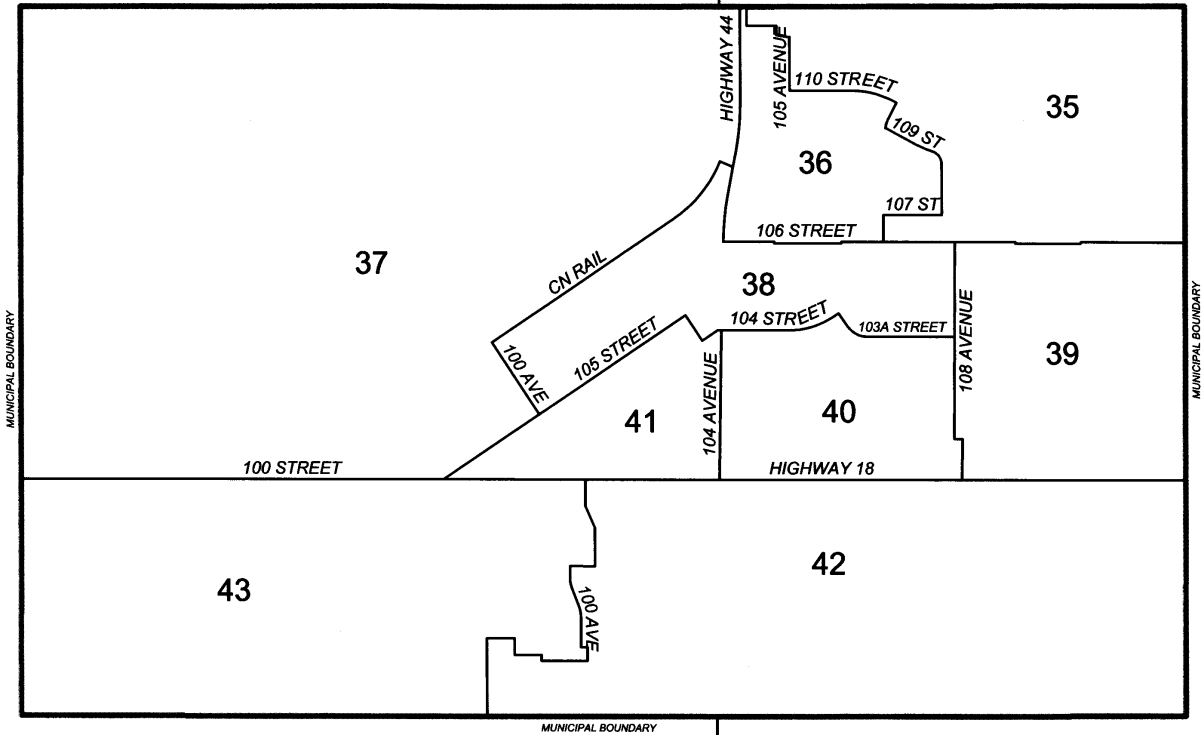 HIGHWAY 44
105 AVENUE
110 STREET
35
109 ST
36
107 ST
106 STREET
37
CN RAIL
38
MUNICIPAL BOUNDARY
MUNICIPAL BOUNDARY
104 STREET
103A STREET
108 AVENUE
39
100 AVE
105 STREET
104 AVENUE
41
40
100 STREET
HIGHWAY 18
42
43
100 AVE
MUNICIPAL BOUNDARY